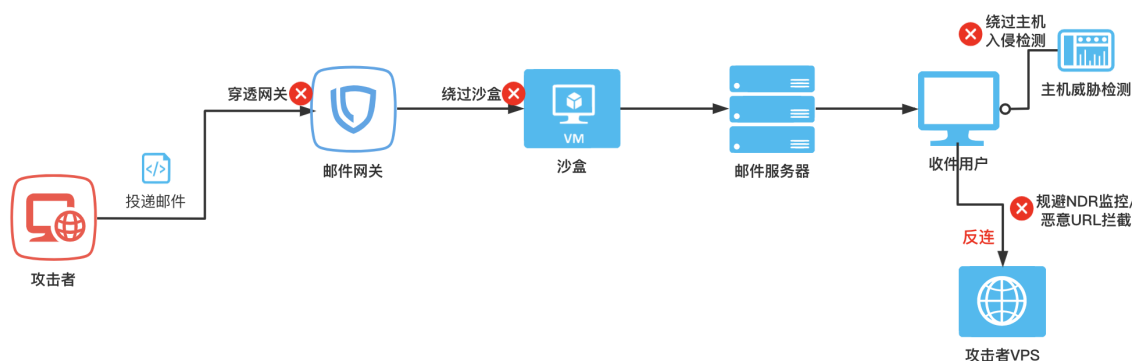 绕过主机
入侵检测
主机威胁检测
穿透网关
绕过沙盒
VM
邮件网关
沙盒
邮件服务器
收件用户
</>
投递邮件
规避NDR监控/
恶意URL拦截
反连
攻击者
攻击者VPS